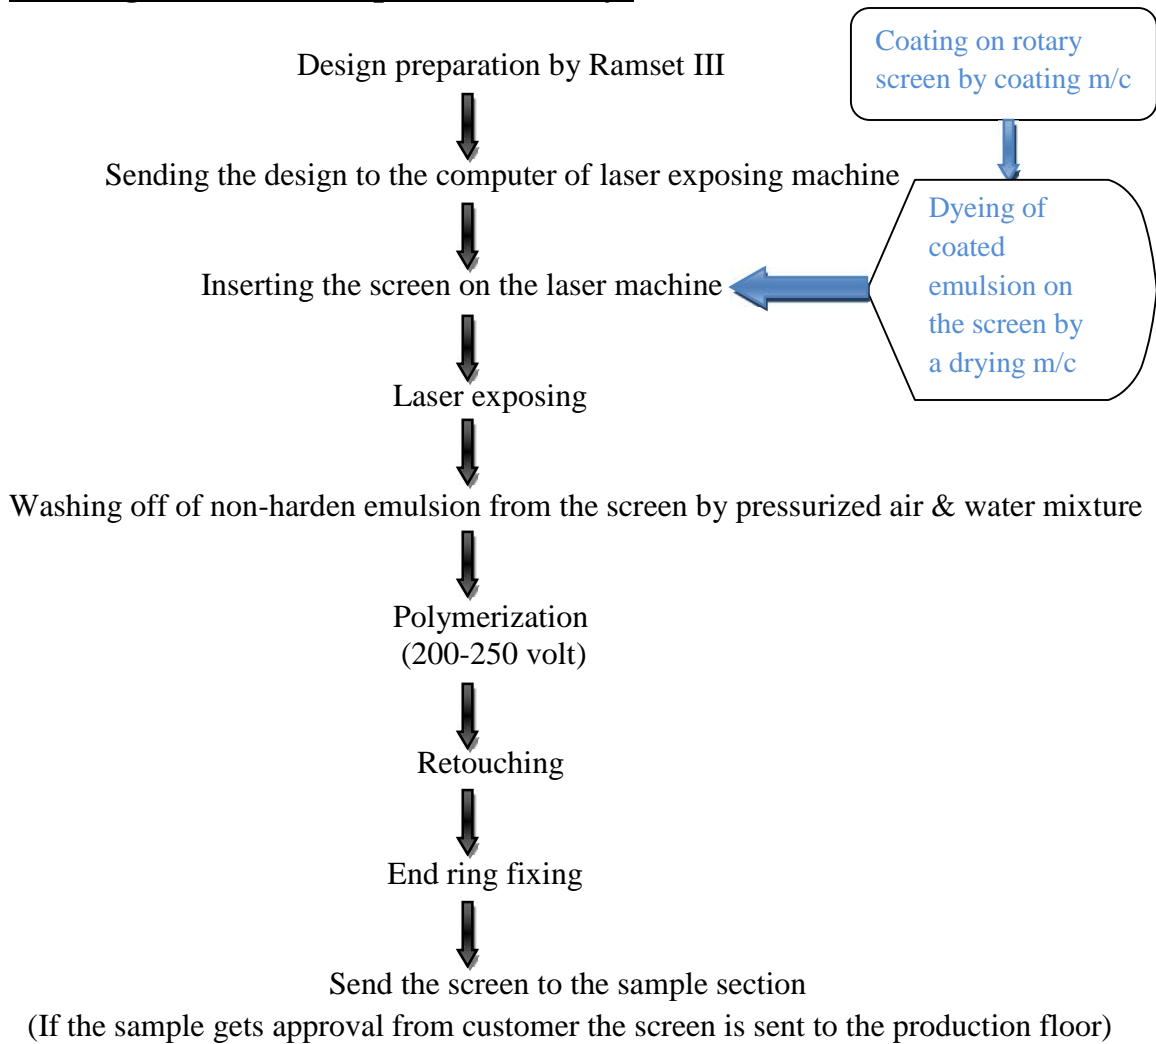 Design preparation by Ramset III
Coating on rotary
screen by coating m/c
Sending the design to the computer of laser exposing machine
Dyeing of
coated
emulsion on
the screen by
a drying m/c
Inserting the screen on the laser machine
Laser exposing
Washing off of non-harden emulsion from the screen by pressurized air & water mixture
Polymerization
(200-250 volt)
Retouching
End ring fixing
Send the screen to the sample section
(If the sample gets approval from customer the screen is sent to the production floor)